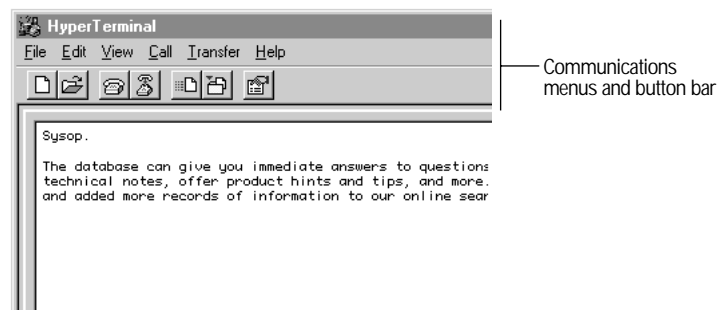 HyperTerminal
File Edit View Call Transfer Help
Communications
menus and button bar
Sysop.
The database can give you immediate answers to questions
technical notes, offer product hints and tips, and more.
and added more records of information to our online sear